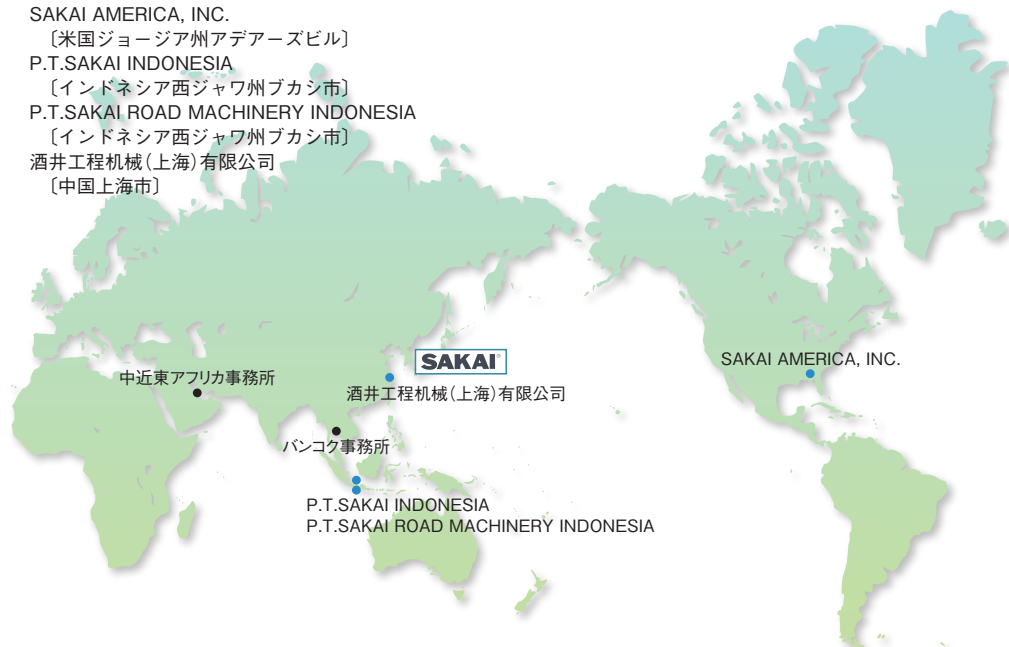 SAKAI AMERICA, INC.
〔米国ジョージア州アデアーズビル〕
P.T.SAKAI INDONESIA
〔インドネシア西ジャワ州ブカシ市〕
P.T.SAKAI ROAD MACHINERY INDONESIA
〔インドネシア西ジャワ州ブカシ市〕
酒井工程机械(上海)有限公司
〔中国上海市〕
SAKAI
SAKAI AMERICA, INC.
中近東アフリカ事務所
酒井工程机械(上海)有限公司
バンコク事務所
P.T.SAKAI INDONESIA
P.T.SAKAI ROAD MACHINERY INDONESIA